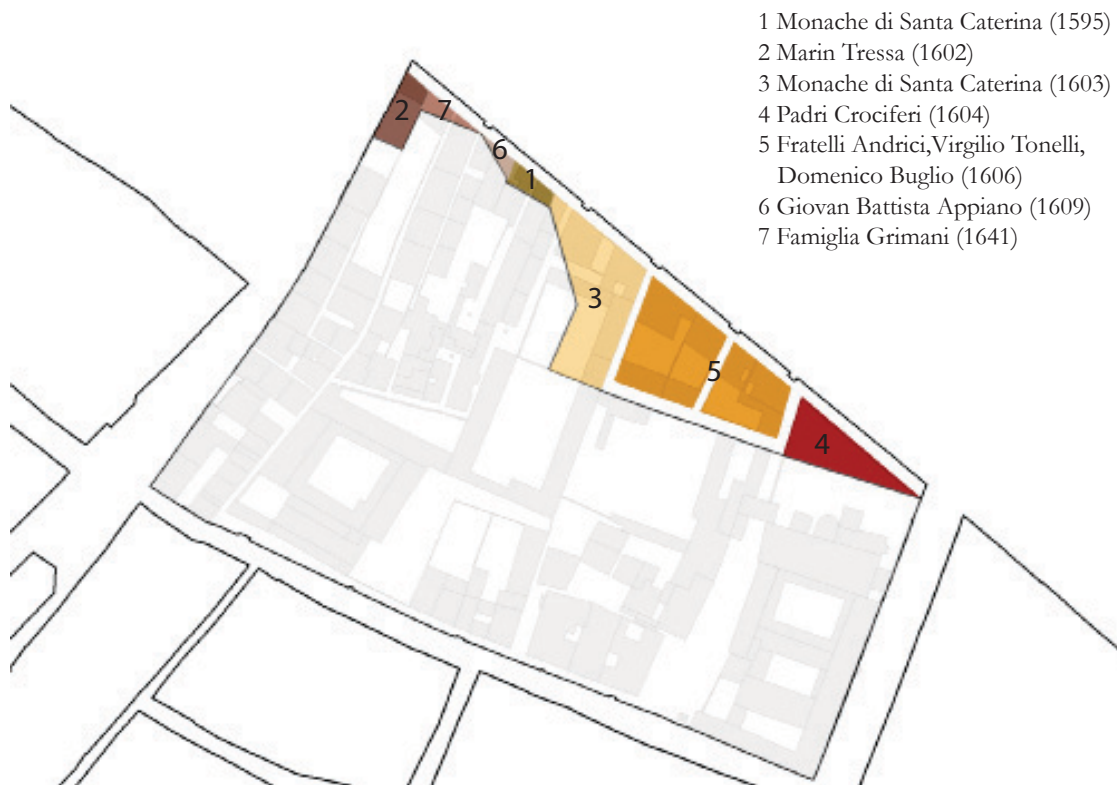 1 Monache di Santa Caterina (1595)
2 Marin Tressa (1602)
3 Monache di Santa Caterina (1603)
4 Padri Crociferi (1604)
5 Fratelli Andrici,Virgilio Tonelli,
Domenico Buglio (1606)
6 Giovan Battista Appiano (1609)
7 Famiglia Grimani (1641)
2
7
6
1
3
5
4